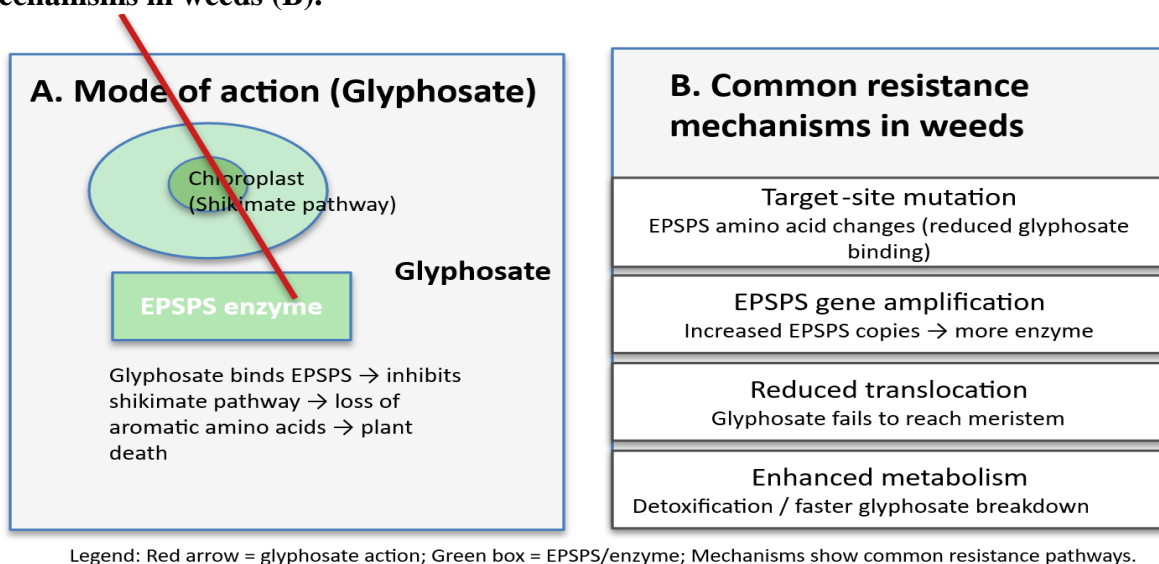 mechanisms in weeds (B).
A. Mode of action (Glyphosate)
Chloroplast
(Shikimate pathway)
Glyphosate
EPSPS enzyme
Glyphosate binds EPSPS → inhibits
shikimate pathway → loss of
aromatic amino acids → plant
death
B. Common resistance
mechanisms in weeds
Target-site mutation
EPSPS amino acid changes (reduced glyphosate
binding)
EPSPS gene amplification
Increased EPSPS copies → more enzyme
Reduced translocation
Glyphosate fails to reach meristem
Enhanced metabolism
Detoxification / faster glyphosate breakdown
Legend: Red arrow = glyphosate action; Green box = EPSPS/enzyme; Mechanisms show common resistance pathways.